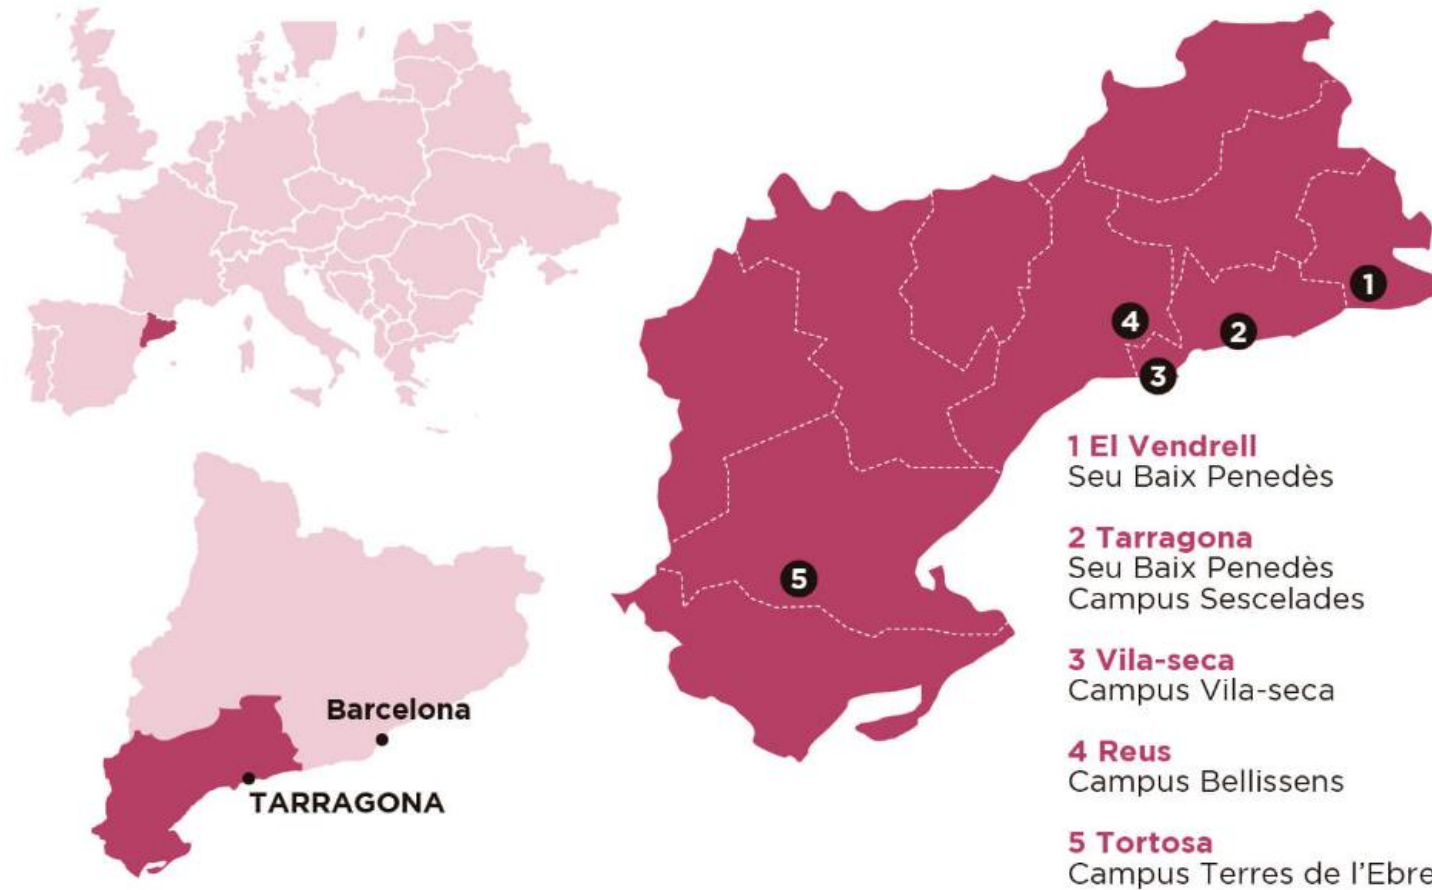 Barcelona
TARRAGONA
1
2
3
4
5
1 El Vendrell
Seu Baix Penedès
2 Tarragona
Seu Baix Penedès
Campus Sescelades
3 Vila-seca
Campus Vila-seca
4 Reus
Campus Bellissens
5 Tortosa
Campus Terres de l'Ebre